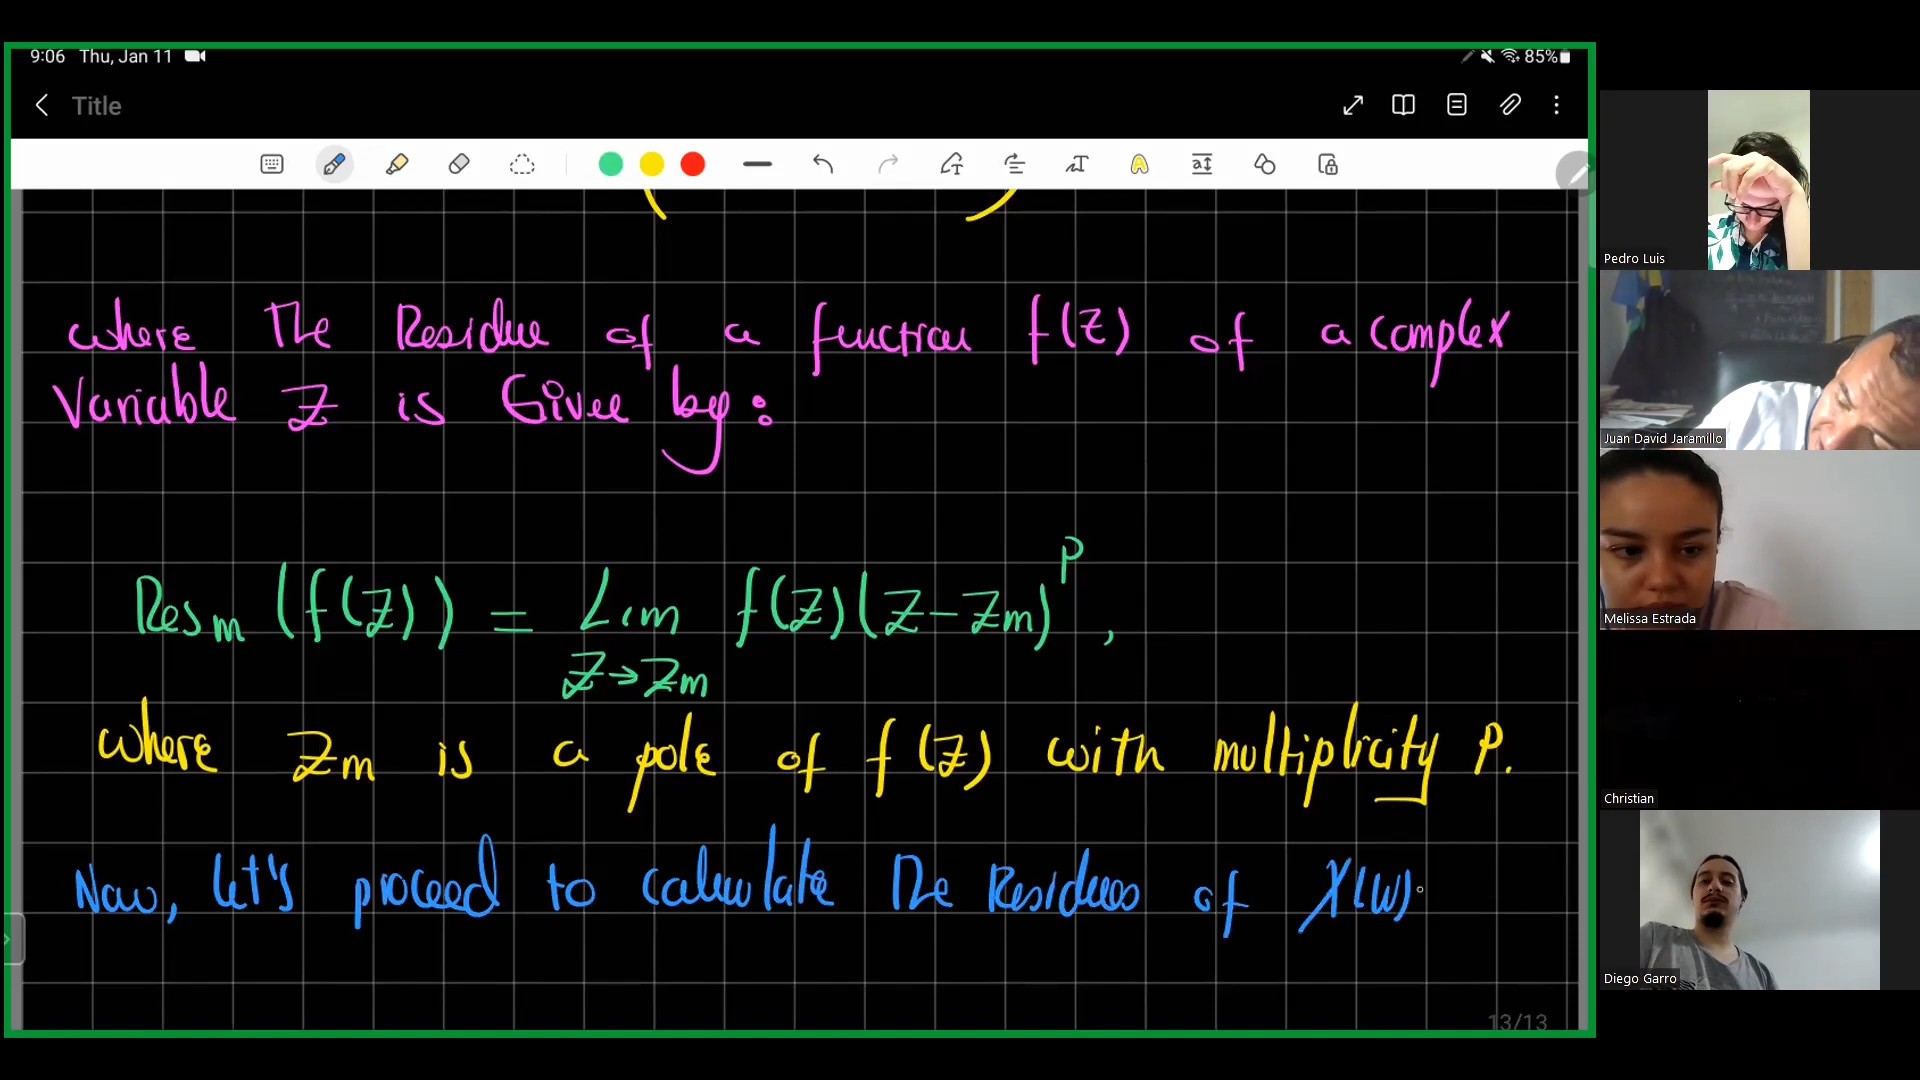 9:06 Thu, Jan 11 85%
Title
where The Residue of a function f(z) of a complex
Variable z is Given by:
Resm (f(z)) = Lim f(z)(z-zm)^p ,
z→zm
where zm is a pole of f(z) with multiplicity p.
Now, let's proceed to calculate The Residues of X(w)
13/13
Pedro Luis
Juan David Jaramillo
Melissa Estrada
Christian
Diego Garro